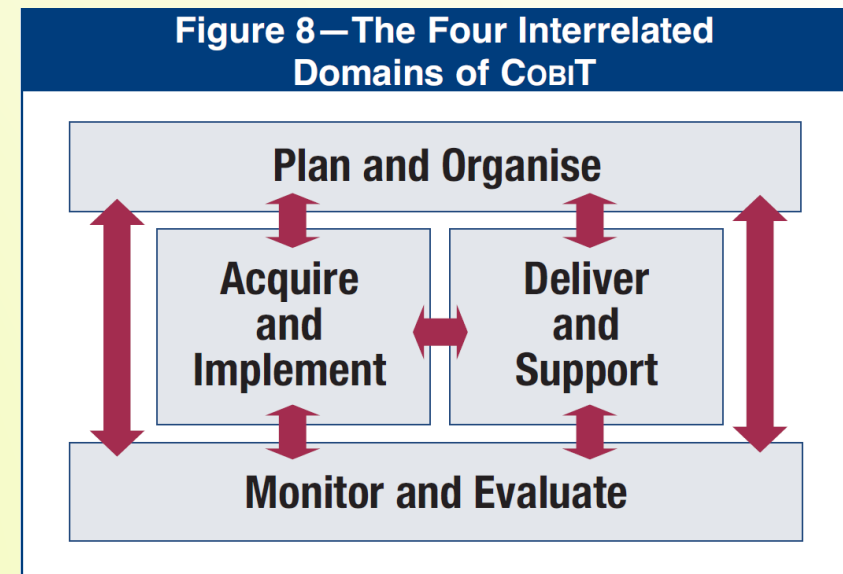 Figure 8—The Four Interrelated
Domains of COBIT
Plan and Organise
Acquire
and
Implement
Deliver
and
Support
Monitor and Evaluate